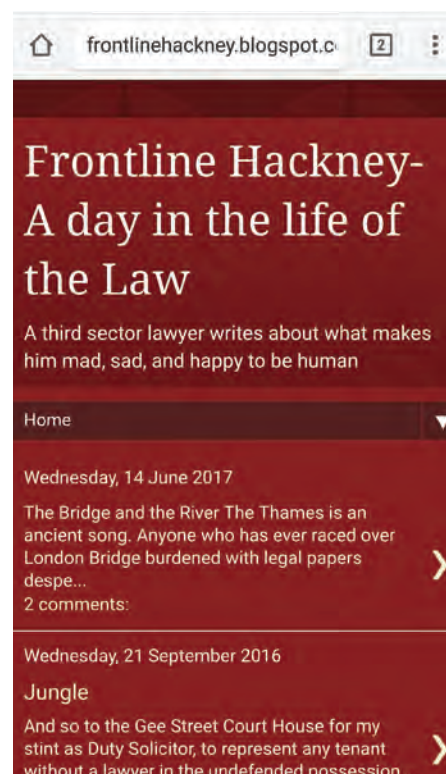 frontlinehackney.blogspot.c
2
Frontline Hackney-
A day in the life of
the Law
A third sector lawyer writes about what makes
him mad, sad, and happy to be human
Home
Wednesday, 14 June 2017
The Bridge and the River The Thames is an
ancient song. Anyone who has ever raced over
London Bridge burdened with legal papers
despe...
2 comments:
Wednesday, 21 September 2016
Jungle
And so to the Gee Street Court House for my
stint as Duty Solicitor, to represent any tenant
without a lawyer in the undefended possession